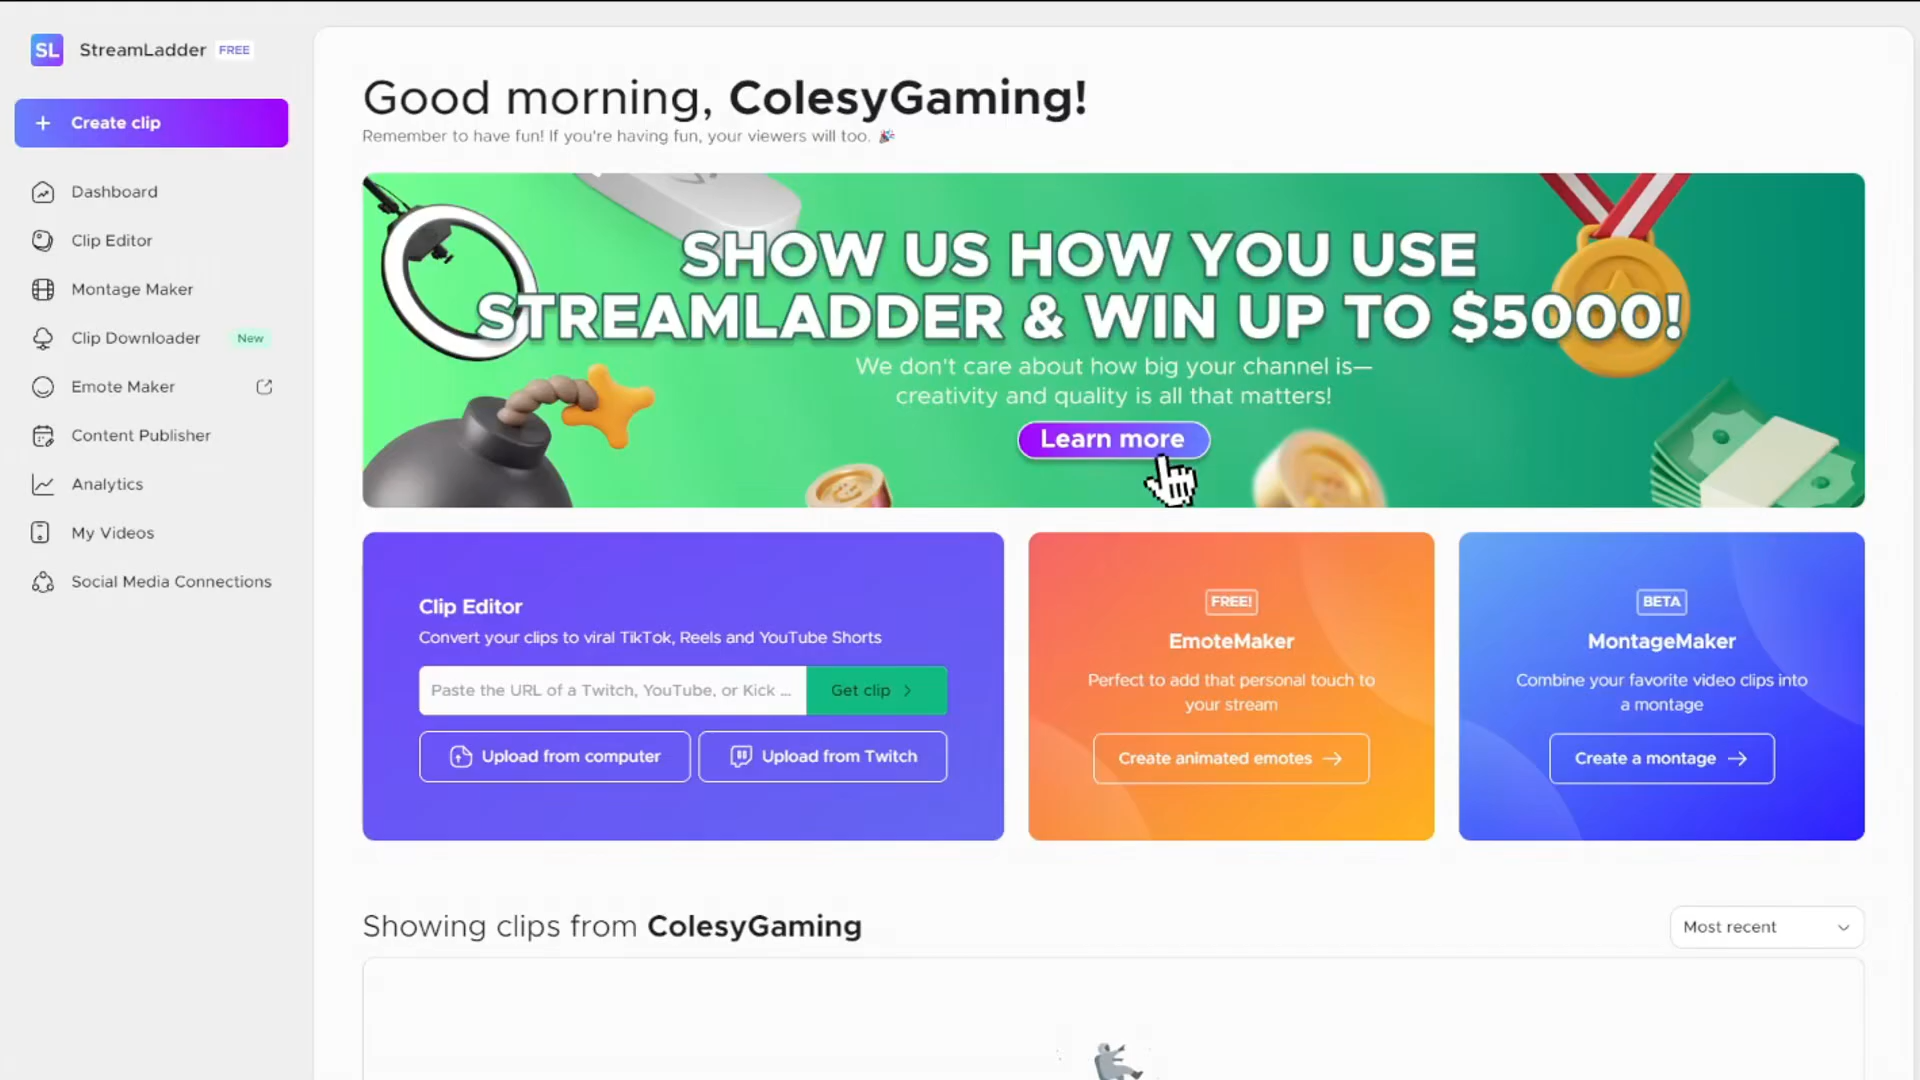 SL StreamLadder FREE
+ Create clip
Dashboard
Clip Editor
Montage Maker
Clip Downloader New
Emote Maker
Content Publisher
Analytics
My Videos
Social Media Connections
Good morning, ColesyGaming!
Remember to have fun! If you're having fun, your viewers will too. 🎉
SHOW US HOW YOU USE
STREAMLADDER & WIN UP TO $5000!
We don't care about how big your channel is—
creativity and quality is all that matters!
Learn more
Clip Editor
Convert your clips to viral TikTok, Reels and YouTube Shorts
Paste the URL of a Twitch, YouTube, or Kick ...
Get clip
Upload from computer
Upload from Twitch
FREE!
EmoteMaker
Perfect to add that personal touch to
your stream
Create animated emotes
BETA
MontageMaker
Combine your favorite video clips into
a montage
Create a montage
Showing clips from ColesyGaming
Most recent